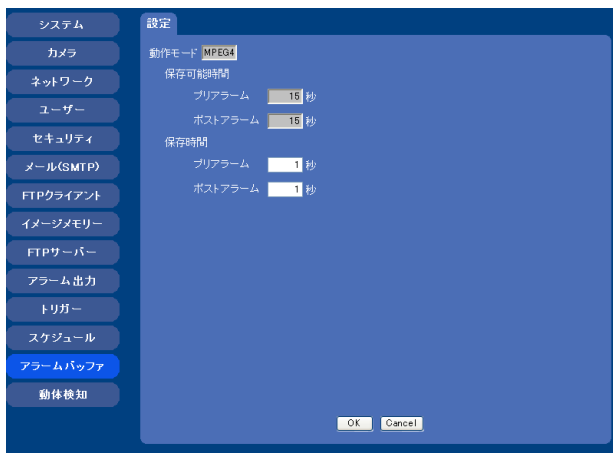 システム
カメラ
ネットワーク
ユーザー
セキュリティ
メール(SMTP)
FTPクライアント
イメージメモリー
FTPサーバー
アラーム出力
トリガー
スケジュール
アラームバッファ
動体検知
設定
動作モード MPEG4
保存可能時間
プリアラーム 15 秒
ポストアラーム 15 秒
保存時間
プリアラーム 1 秒
ポストアラーム 1 秒
OK Cancel